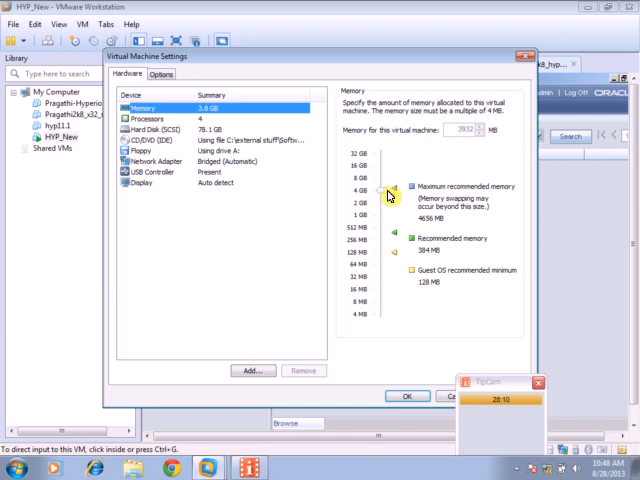 HYP_New - VMware Workstation
File Edit View VM Tabs Help
Library
Type here to search
My Computer
Pragathi-Hyperio
Pragathi2k8_x32_s
hyp11.1
HYP_New
Shared VMs
k8_hyp...
dmin | Log Off ORACL
Search
Virtual Machine Settings
Hardware Options
Device Summary
Memory 3.8 GB
Processors 4
Hard Disk (SCSI) 78.1 GB
CD/DVD (IDE) Using file C:\external stuff\Softw...
Floppy Using drive A:
Network Adapter Bridged (Automatic)
USB Controller Present
Display Auto detect
Add... Remove
Memory
Specify the amount of memory allocated to this virtual
machine. The memory size must be a multiple of 4 MB.
Memory for this virtual machine: 3932 MB
32 GB
16 GB
8 GB
4 GB
2 GB
1 GB
512 MB
256 MB
128 MB
64 MB
32 MB
16 MB
8 MB
4 MB
Maximum recommended memory
(Memory swapping may
occur beyond this size.)
4656 MB
Recommended memory
384 MB
Guest OS recommended minimum
128 MB
OK Ca
TipCam
28:10
Browse
To direct input to this VM, click inside or press Ctrl+G.
10:48 AM
8/28/2013